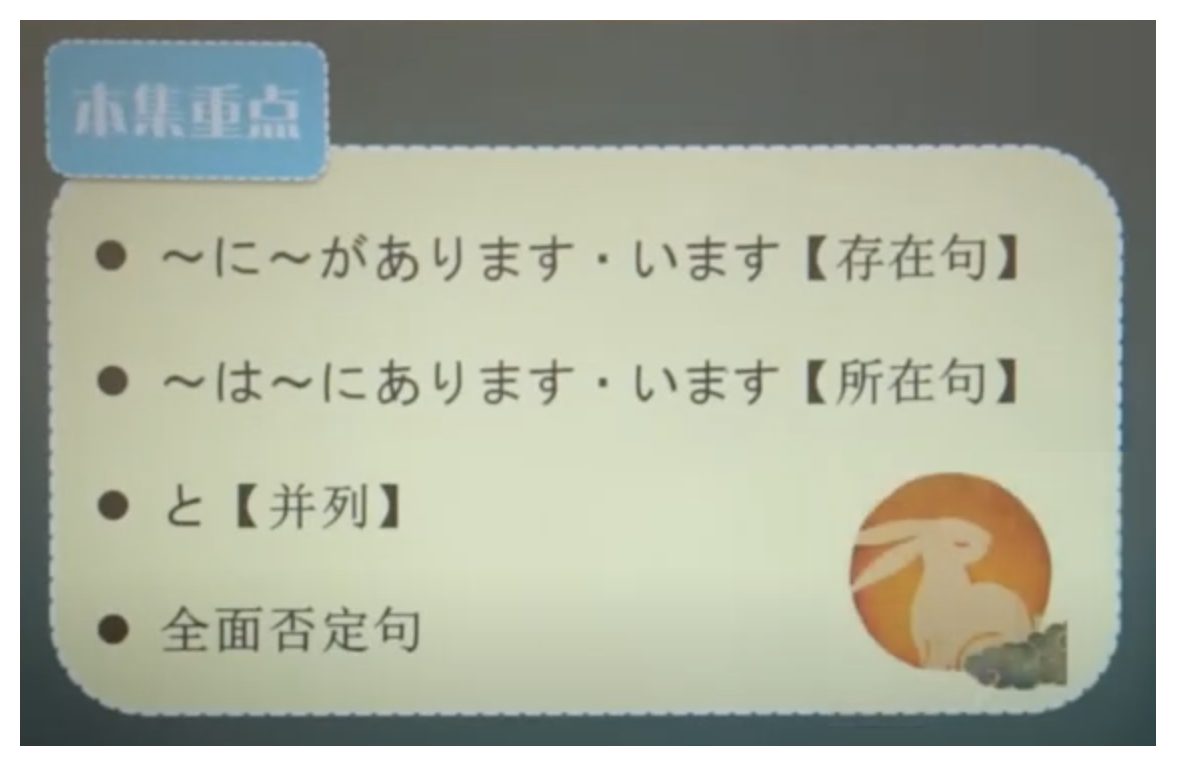 本集重点
● ～に～があります・います【存在句】
● ～は～にあります・います【所在句】
● と【并列】
● 全面否定句